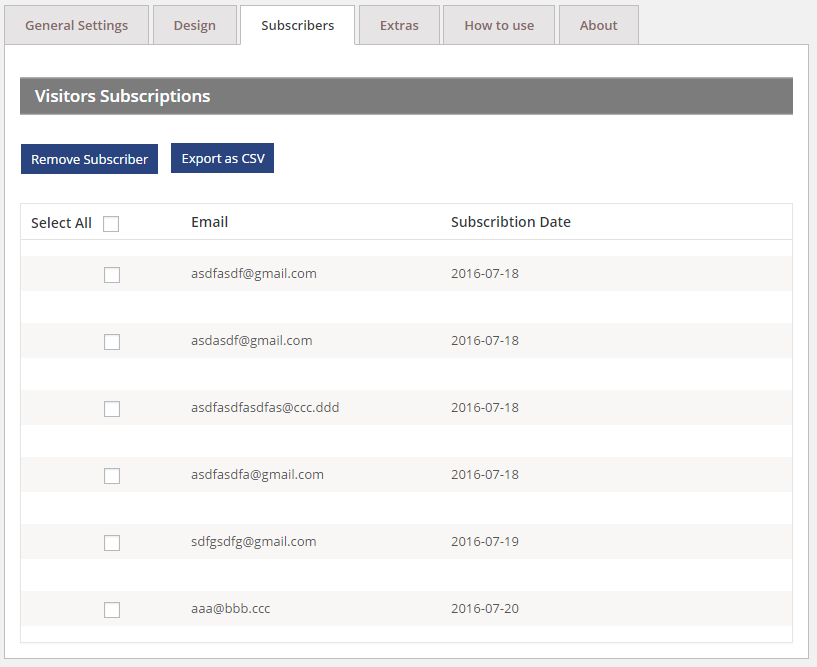 General Settings Design Subscribers Extras How to use About
Visitors Subscriptions
Remove Subscriber Export as CSV
Select All Email Subscribtion Date
asdfasdf@gmail.com 2016-07-18
asdasdf@gmail.com 2016-07-18
asdfasdfasdfas@ccc.ddd 2016-07-18
asdfasdfa@gmail.com 2016-07-18
sdfgsdfg@gmail.com 2016-07-19
aaa@bbb.ccc 2016-07-20